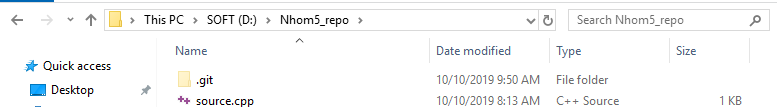 This PC > SOFT (D:) > Nhom5_repo
Search Nhom5_repo
Name Date modified Type Size
Quick access
Desktop
.git 10/10/2019 9:50 AM File folder
source.cpp 10/10/2019 8:13 AM C++ Source 1 KB